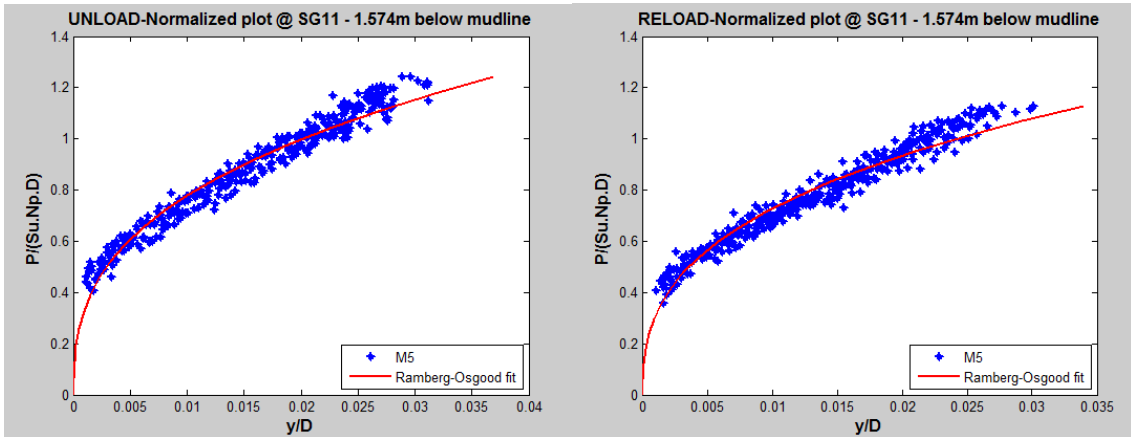 UNLOAD-Normalized plot @ SG11 - 1.574m below mudline
1.4
1.2
1
0.8
0.6
0.4
0.2
0
P/(Su.Np.D)
M5
Ramberg-Osgood fit
0 0.005 0.01 0.015 0.02 0.025 0.03 0.035 0.04
y/D
RELOAD-Normalized plot @ SG11 - 1.574m below mudline
1.4
1.2
1
0.8
0.6
0.4
0.2
0
P/(Su.Np.D)
M5
Ramberg-Osgood fit
0 0.005 0.01 0.015 0.02 0.025 0.03 0.035
y/D